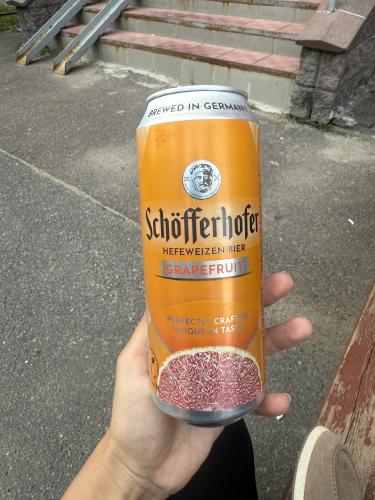 BREWED IN GERMANY
Schöfferhofer
HEFEWEIZEN BIER
GRAPEFRUIT
PERFECTLY CRAFTED
UNIQUE IN TASTE